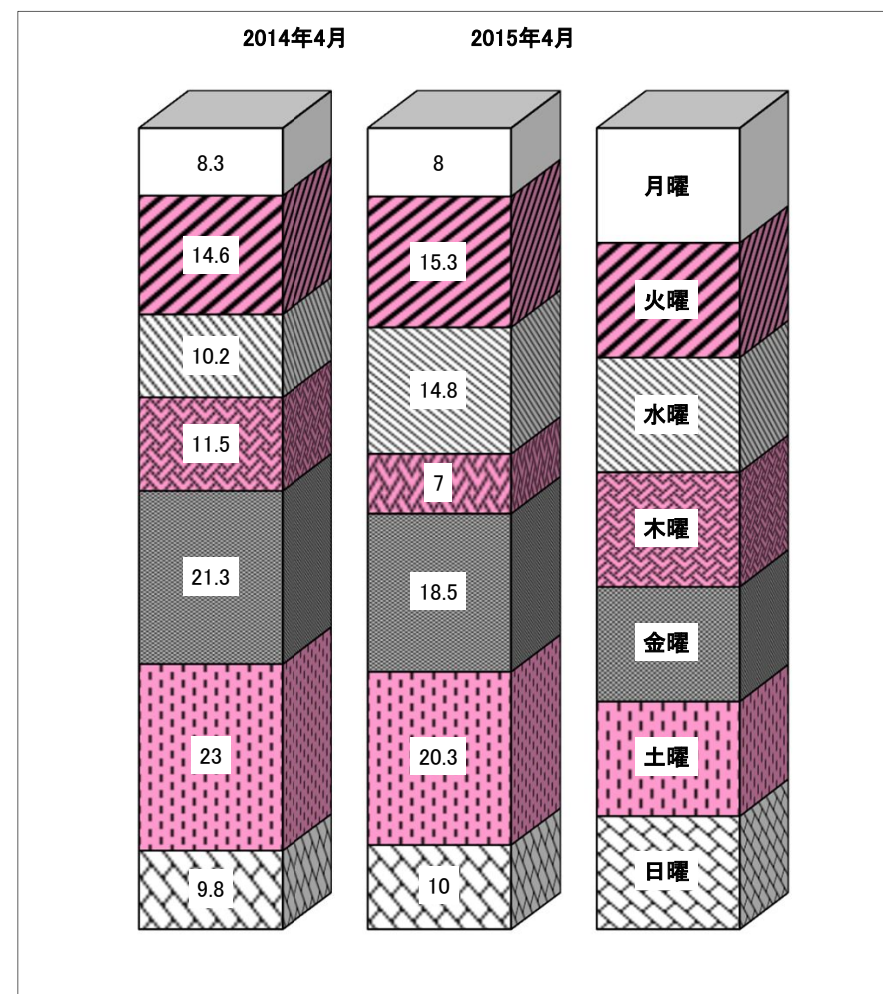 2014年4月 2015年4月
8.3 8 月曜
14.6 15.3 火曜
10.2 14.8 水曜
11.5 7 木曜
21.3 18.5 金曜
23 20.3 土曜
9.8 10 日曜